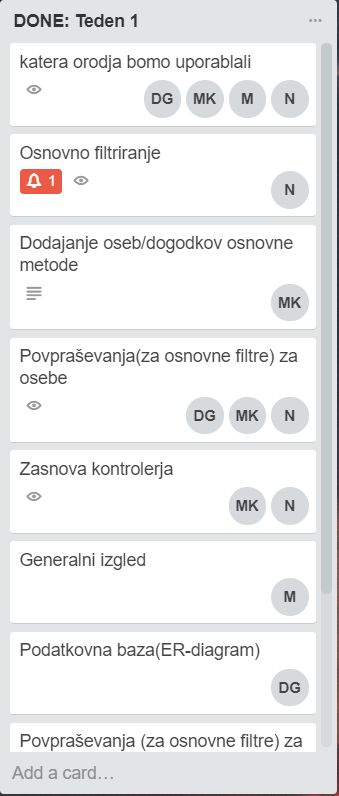 DONE: Teden 1
katera orodja bomo uporablali
DG MK M N
Osnovno filtriranje
1
N
Dodajanje oseb/dogodkov osnovne
metode
MK
Povpraševanja(za osnovne filtre) za
osebe
DG MK N
Zasnova kontrolerja
MK N
Generalni izgled
M
Podatkovna baza(ER-diagram)
DG
Povpraševanja (za osnovne filtre) za
Add a card…